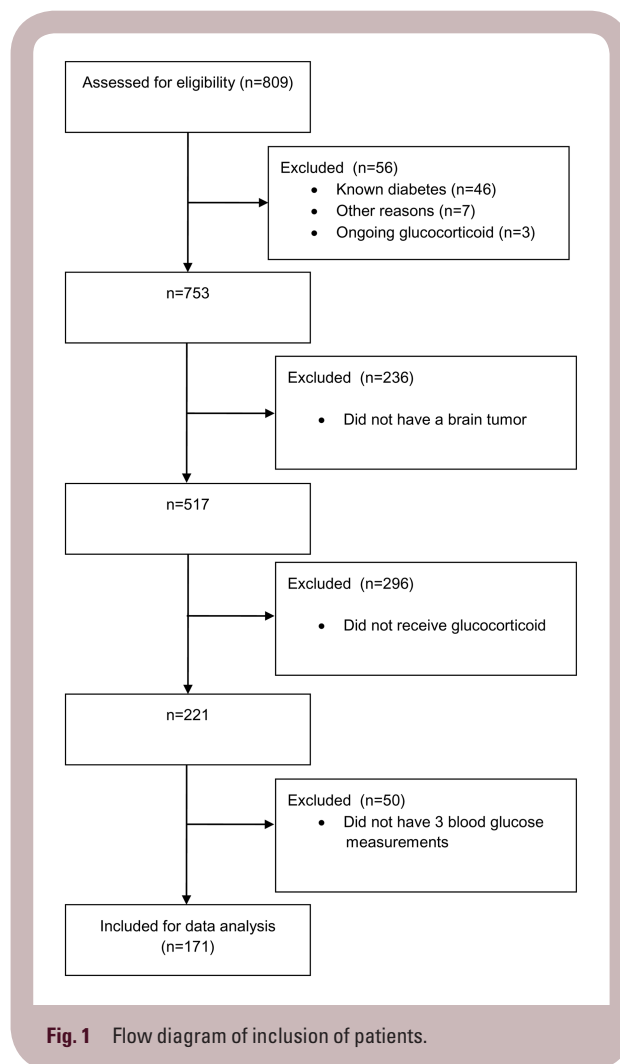 Assessed for eligibility (n=809)
Excluded (n=56)
• Known diabetes (n=46)
• Other reasons (n=7)
• Ongoing glucocorticoid (n=3)
n=753
Excluded (n=236)
• Did not have a brain tumor
n=517
Excluded (n=296)
• Did not receive glucocorticoid
n=221
Excluded (n=50)
• Did not have 3 blood glucose
measurements
Included for data analysis
(n=171)
Fig. 1 Flow diagram of inclusion of patients.